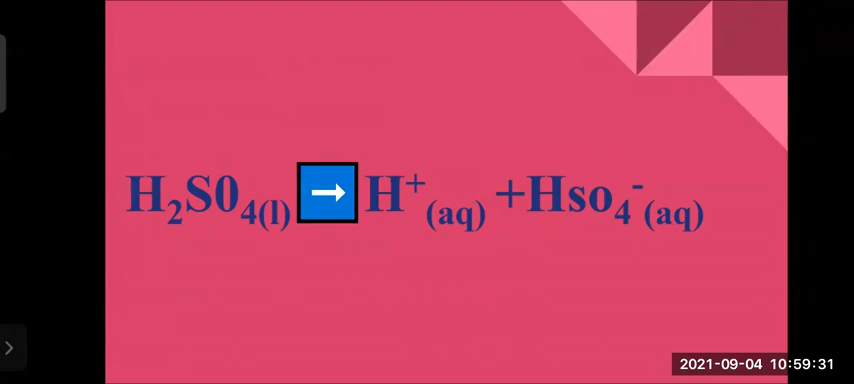 H₂S0₄₍ₗ₎ → H⁺₍aq₎ +Hso₄⁻₍aq₎
2021-09-04 10:59:31